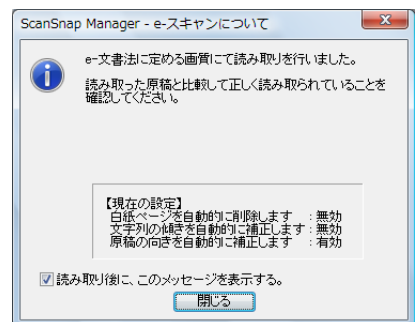 ScanSnap Manager - e-スキャンについて
e-文書法に定める画質にて読み取りを行いました。
読み取った原稿と比較して正しく読み取られていることを
確認してください。
【現在の設定】
白紙ページを自動的に削除します :無効
文字列の傾きを自動的に補正します :無効
原稿の向きを自動的に補正します :有効
読み取り後に、このメッセージを表示する。
閉じる